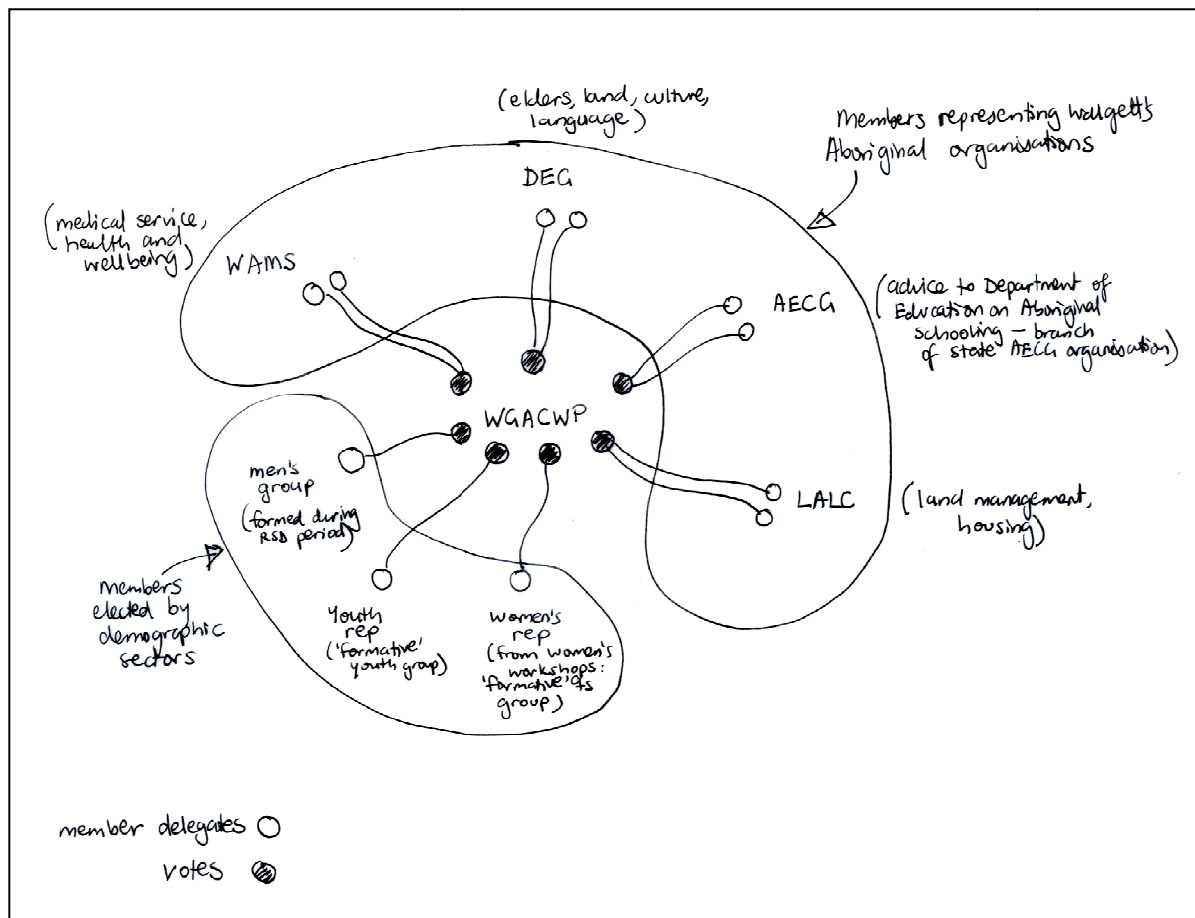 (elders, land, culture,
language)
Members representing Walgett's
Aboriginal organisations
DEG
(medical service,
health and
wellbeing)
WAMS
AECG
(advice to Department of
Education on Aboriginal
schooling – branch
of state AECG organisation)
WGACWP
men's
group
(formed during
RSD period)
LALC
(land management,
housing)
members
elected by
demographic
sectors
Youth
rep
('formative'
youth group)
women's
rep
(from women's
workshops:
'formative'
group)
member delegates
votes